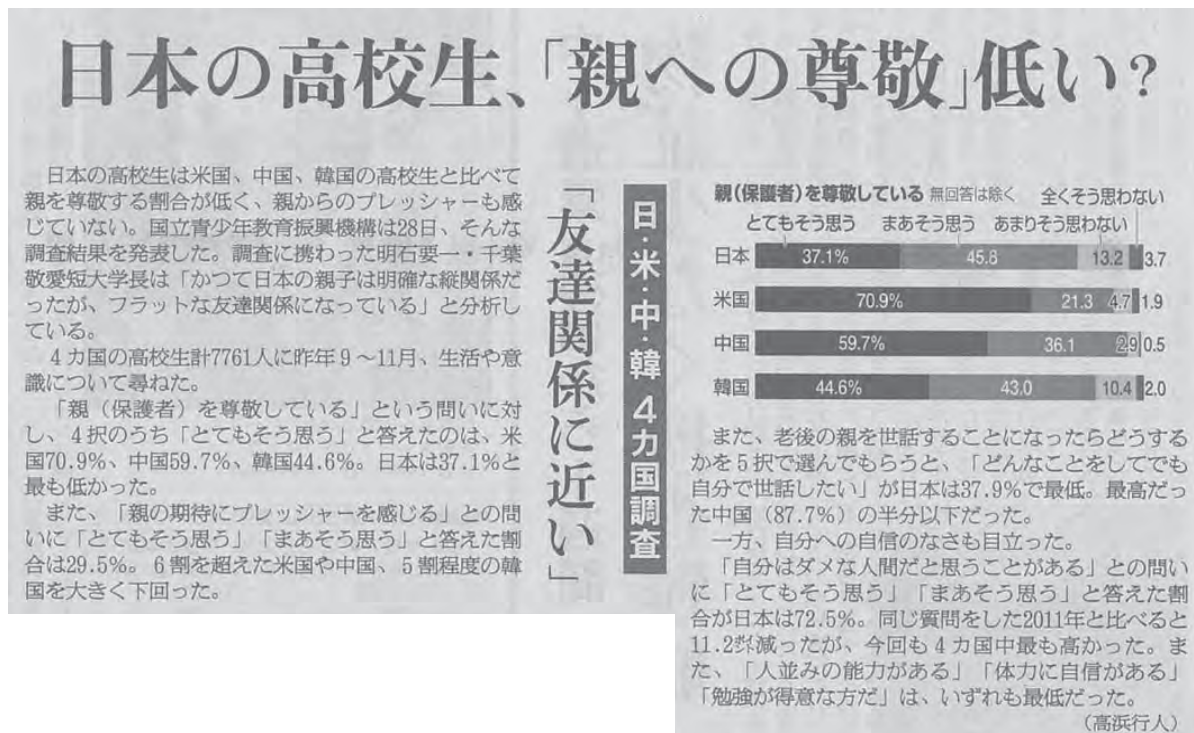 日本の高校生、「親への尊敬」低い?
日・米・中・韓 4カ国調査
「友達関係に近い」
日本の高校生は米国、中国、韓国の高校生と比べて
親を尊敬する割合が低く、親からのプレッシャーも感
じていない。国立青少年教育振興機構は28日、そんな
調査結果を発表した。調査に携わった明石要一・千葉
敬愛短大学長は「かつて日本の親子は明確な縦関係だ
ったが、フラットな友達関係になっている」と分析し
ている。
4カ国の高校生計7761人に昨年9〜11月、生活や意
識について尋ねた。
「親(保護者)を尊敬している」という問いに対
し、4択のうち「とてもそう思う」と答えたのは、米
国70.9%、中国59.7%、韓国44.6%。日本は37.1%と
最も低かった。
また、「親の期待にプレッシャーを感じる」との問
いに「とてもそう思う」「まあそう思う」と答えた割
合は29.5%。6割を超えた米国や中国、5割程度の韓
国を大きく下回った。
親(保護者)を尊敬している 無回答は除く 全くそう思わない
とてもそう思う まあそう思う あまりそう思わない
日本 37.1% 45.8 13.2 3.7
米国 70.9% 21.3 4.7 1.9
中国 59.7% 36.1 2.9 0.5
韓国 44.6% 43.0 10.4 2.0
また、老後の親を世話することになったらどうする
かを5択で選んでもらうと、「どんなことをしてでも
自分で世話したい」が日本は37.9%で最低。最高だっ
た中国(87.7%)の半分以下だった。
一方、自分への自信のなさも目立った。
「自分はダメな人間だと思うことがある」との問い
に「とてもそう思う」「まあそう思う」と答えた割
合が日本は72.5%。同じ質問をした2011年と比べると
11.2㌽減ったが、今回も4カ国中最も高かった。ま
た、「人並みの能力がある」「体力に自信がある」
「勉強が得意な方だ」は、いずれも最低だった。
(高浜行人)